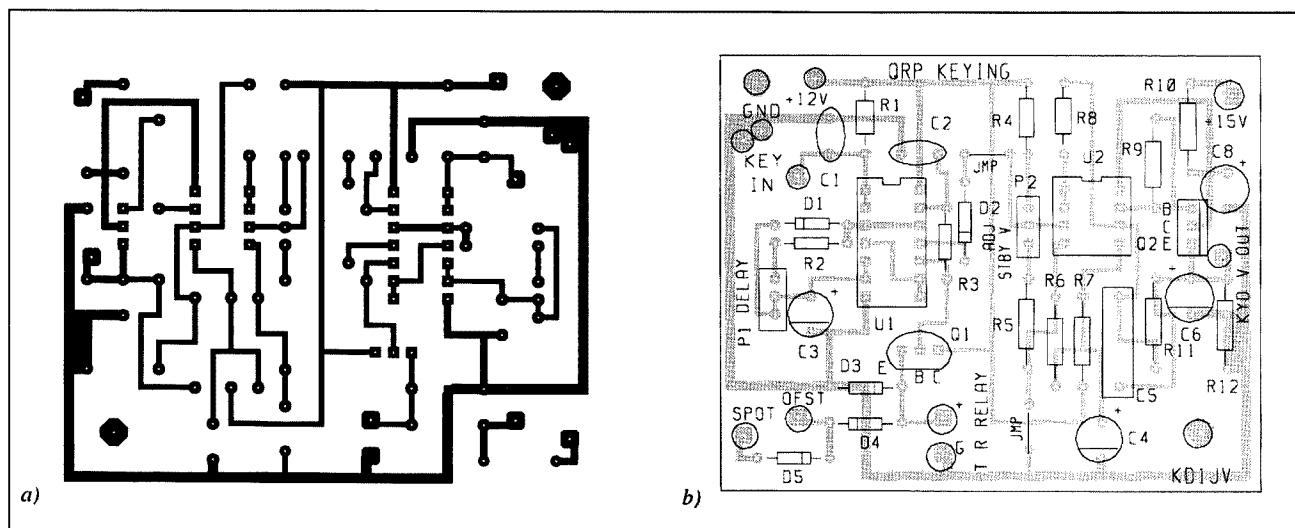 a)
QRP KEYING
+12V
GND
KEY
IN
C1
R1
C2
R4
R8
R10
+15V
R9
C8
+
U2
JMP
P2
D1
D2
ADJ
STBY V
B
C
E
Q2
R2
R3
P1 DELAY
C3
+
U1
Q1
R5
R6
R7
C6
+
KYD V OUT
R11
R12
D3
E
B C
C5
SPOT
OFST
D4
+
G
T R RELAY
JMP
+
C4
D5
KD1JV
b)